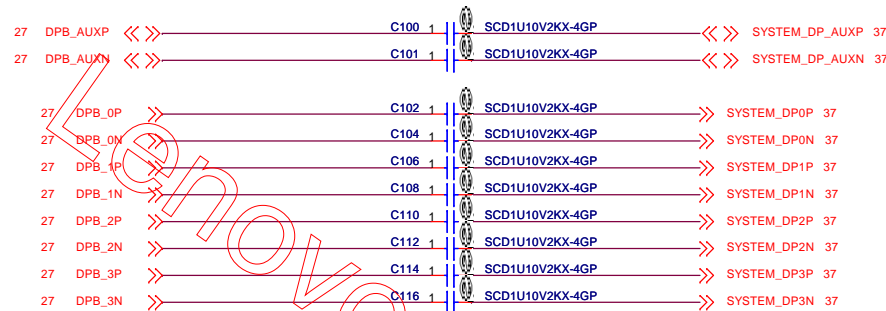 27 DPB_AUXP C100 1 SCD1U10V2KX-4GP SYSTEM_DP_AUXP 37
27 DPB_AUXN C101 1 SCD1U10V2KX-4GP SYSTEM_DP_AUXN 37
27 DPB_0P C102 1 SCD1U10V2KX-4GP SYSTEM_DP0P 37
27 DPB_0N C104 1 SCD1U10V2KX-4GP SYSTEM_DP0N 37
27 DPB_1P C106 1 SCD1U10V2KX-4GP SYSTEM_DP1P 37
27 DPB_1N C108 1 SCD1U10V2KX-4GP SYSTEM_DP1N 37
27 DPB_2P C110 1 SCD1U10V2KX-4GP SYSTEM_DP2P 37
27 DPB_2N C112 1 SCD1U10V2KX-4GP SYSTEM_DP2N 37
27 DPB_3P C114 1 SCD1U10V2KX-4GP SYSTEM_DP3P 37
27 DPB_3N C116 1 SCD1U10V2KX-4GP SYSTEM_DP3N 37
Lenovo